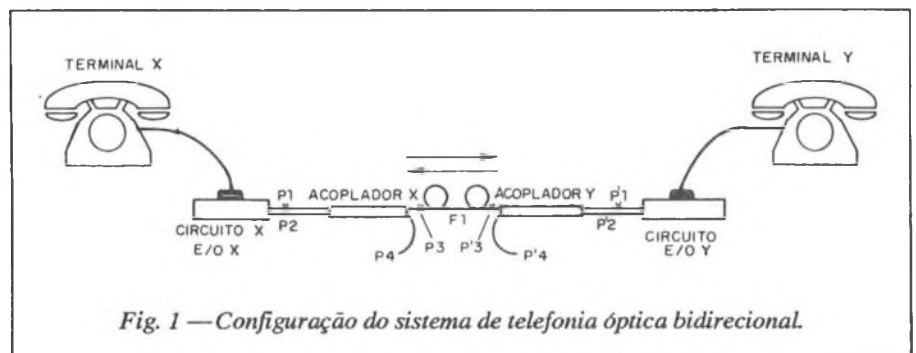 TERMINAL X
TERMINAL Y
P1 ACOPLADOR X ACOPLADOR Y P'1
P2 F1 P'2
CIRCUITO X
E/O X
P4 P3 P'3 P'4
CIRCUITO
E/O Y
Fig. 1 — Configuração do sistema de telefonia óptica bidirecional.